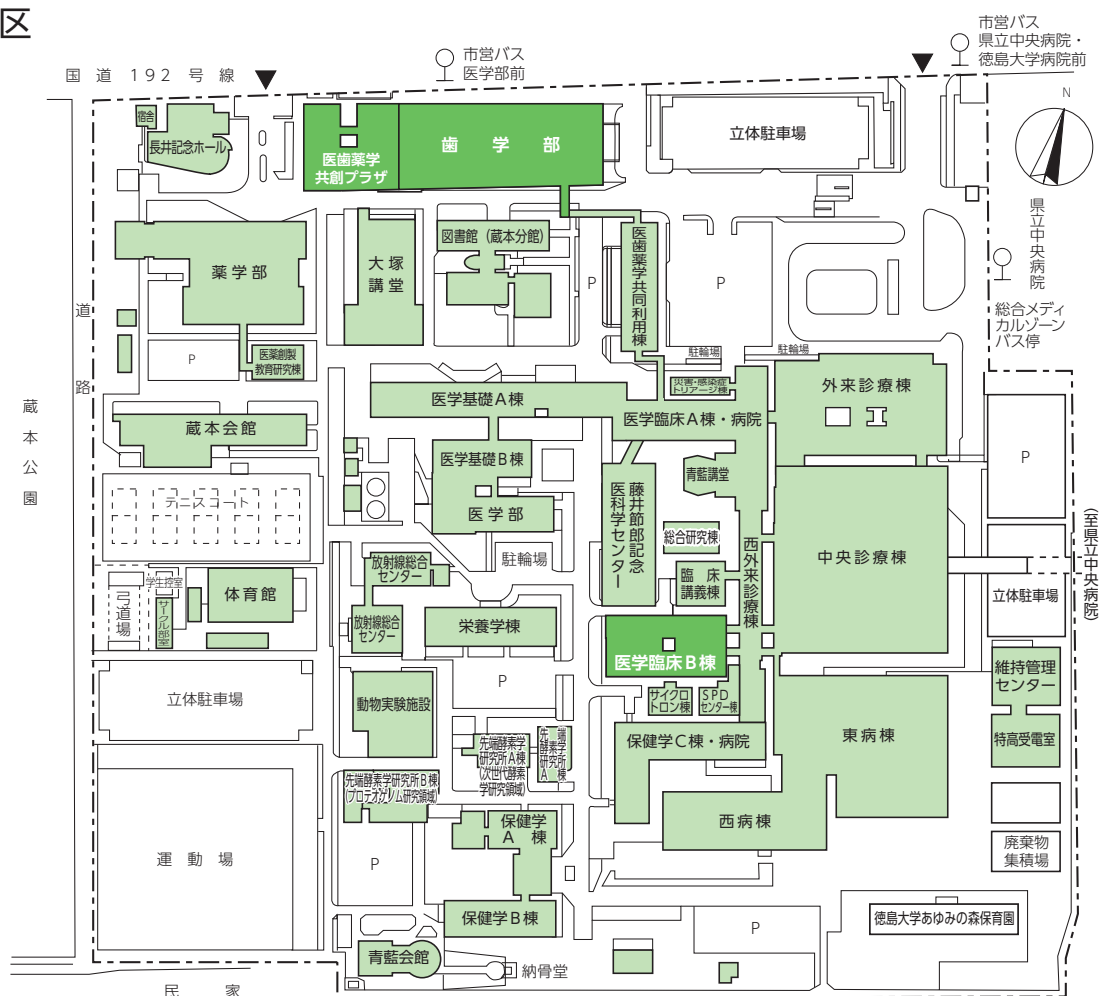 区
市営バス
医学部前
市営バス
県立中央病院・
徳島大学病院前
国道192号線
N
宿舎
長井記念ホール
医歯薬学
共創プラザ
歯学部
立体駐車場
県立中央病院
総合メディ
カルゾーン
バス停
道路
蔵本公園
薬学部
大塚
講堂
図書館（蔵本分館）
医歯薬学共同利用棟
P
P
P
医薬創製
教育研究棟
駐輪場
駐輪場
災害・感染症
トリアージ棟
外来診療棟
医学基礎A棟
医学臨床A棟・病院
蔵本会館
医学基礎B棟
青藍講堂
P
テニスコート
医学部
藤井節郎記念
医科学センター
総合研究棟
西外来診療棟
中央診療棟
（至県立中央病院）
駐輪場
放射線総合
センター
臨床
講義棟
学生控室
弓道場
サークル部室
体育館
放射線総合
センター
栄養学棟
立体駐車場
医学臨床B棟
維持管理
センター
立体駐車場
動物実験施設
P
サイクロ
トロン棟
SPD
センター棟
特高受電室
先端酵素学
研究所A棟
(次世代酵素
学研究領域)
先端
酵素学
研究所
A棟
保健学C棟・病院
東病棟
先端酵素学研究所B棟
(プロテオゲノム研究領域)
西病棟
保健学
A棟
廃棄物
集積場
運動場
P
保健学B棟
徳島大学あゆみの森保育園
P
青藍会館
納骨堂
民家